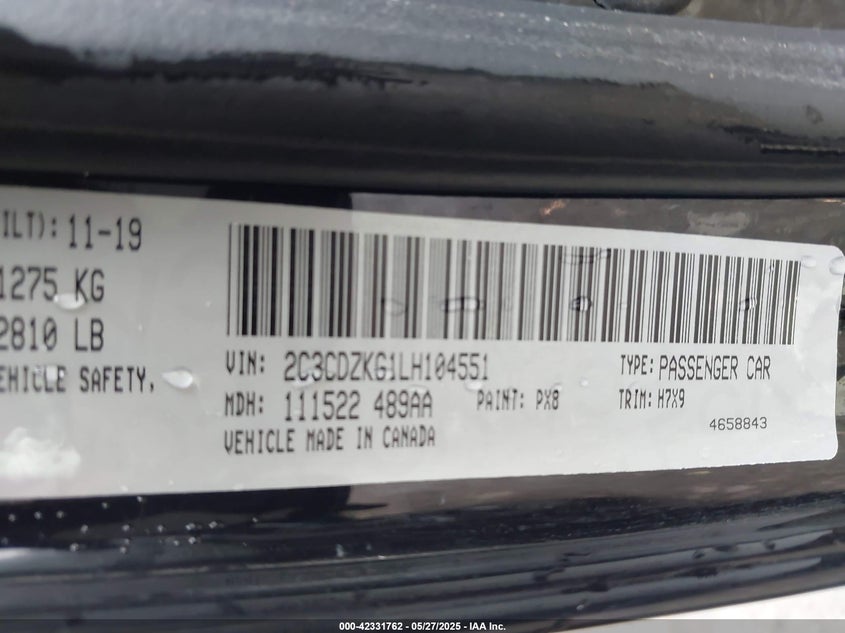 ILT): 11-19
1275 KG
2810 LB
EHICLE SAFETY,
VIN: 2C3CDZKG1LH104551 TYPE: PASSENGER CAR
MDH: 111522 489AA PAINT: PX8 TRIM: H7X9
VEHICLE MADE IN CANADA 4658843
000-42331762 — 05/27/2025 - IAA Inc.